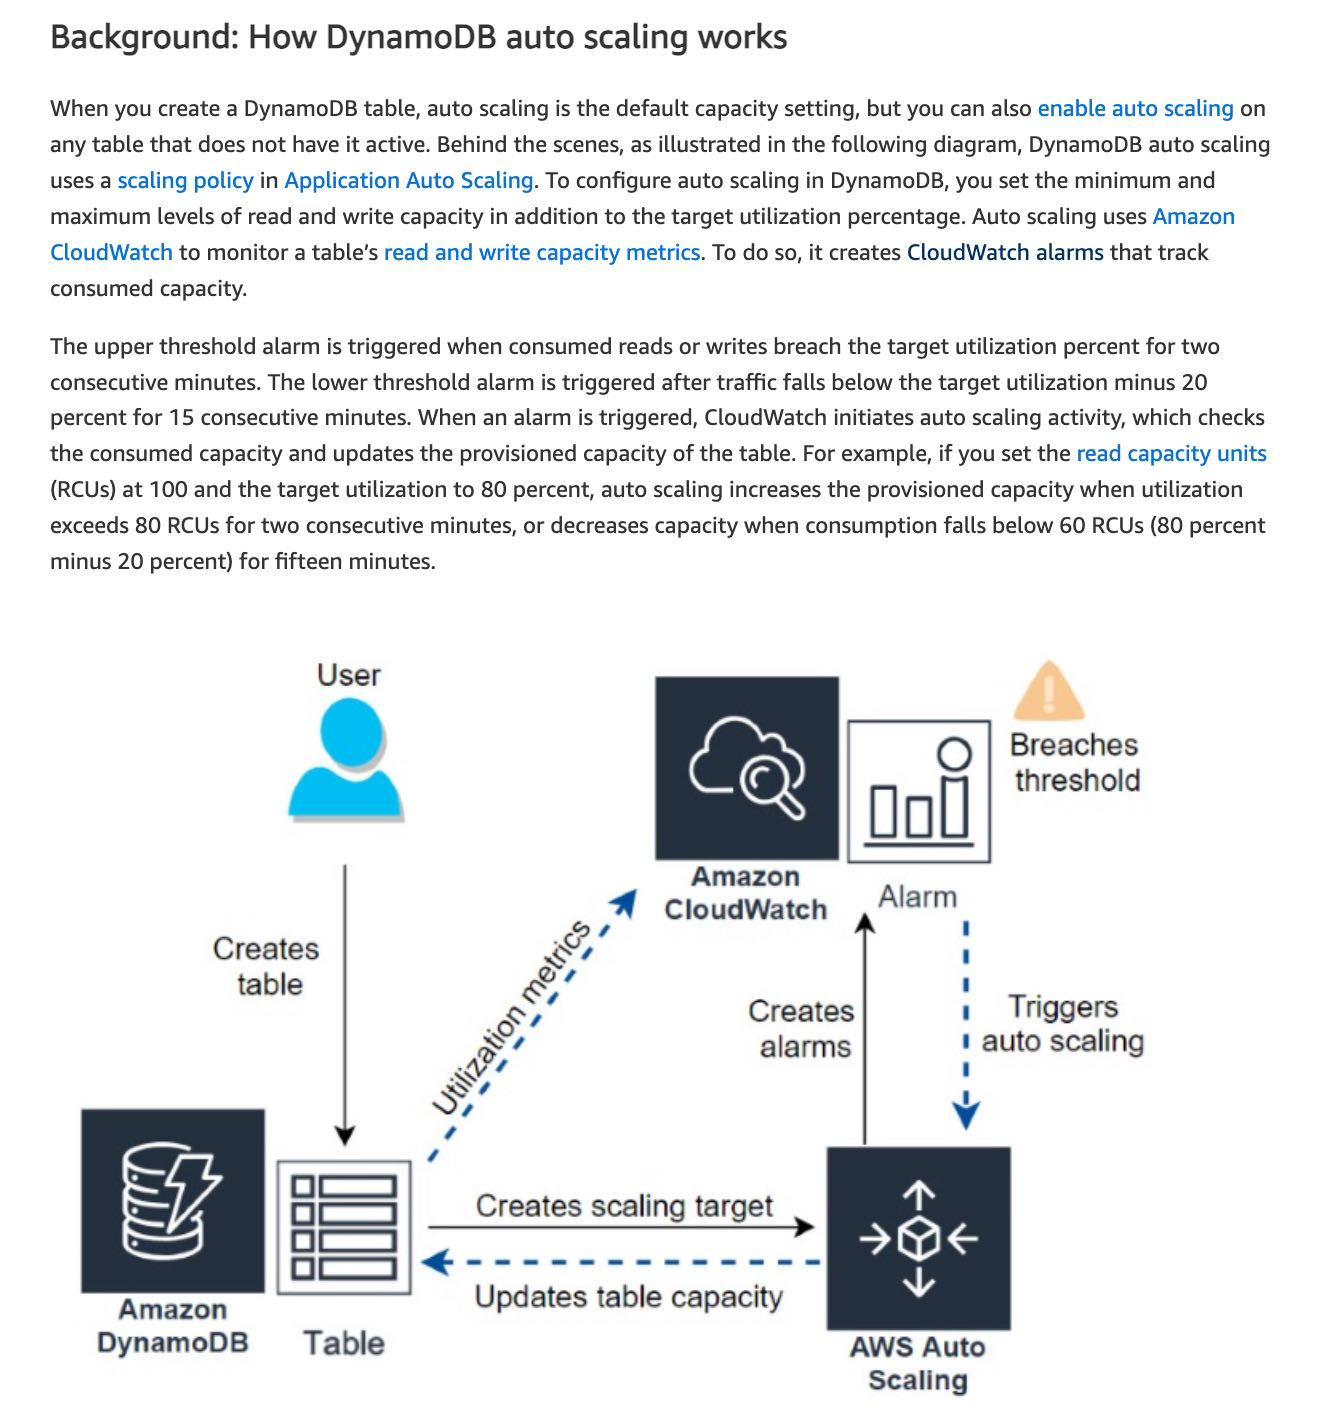 Background: How DynamoDB auto scaling works
When you create a DynamoDB table, auto scaling is the default capacity setting, but you can also enable auto scaling on
any table that does not have it active. Behind the scenes, as illustrated in the following diagram, DynamoDB auto scaling
uses a scaling policy in Application Auto Scaling. To configure auto scaling in DynamoDB, you set the minimum and
maximum levels of read and write capacity in addition to the target utilization percentage. Auto scaling uses Amazon
CloudWatch to monitor a table’s read and write capacity metrics. To do so, it creates CloudWatch alarms that track
consumed capacity.
The upper threshold alarm is triggered when consumed reads or writes breach the target utilization percent for two
consecutive minutes. The lower threshold alarm is triggered after traffic falls below the target utilization minus 20
percent for 15 consecutive minutes. When an alarm is triggered, CloudWatch initiates auto scaling activity, which checks
the consumed capacity and updates the provisioned capacity of the table. For example, if you set the read capacity units
(RCUs) at 100 and the target utilization to 80 percent, auto scaling increases the provisioned capacity when utilization
exceeds 80 RCUs for two consecutive minutes, or decreases capacity when consumption falls below 60 RCUs (80 percent
minus 20 percent) for fifteen minutes.
User
Breaches
threshold
Amazon
CloudWatch
Alarm
Creates
table
Utilization metrics
Creates
alarms
Triggers
auto scaling
Creates scaling target
Updates table capacity
Amazon
DynamoDB
Table
AWS Auto
Scaling